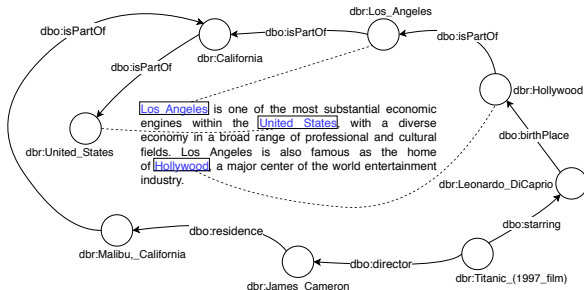 dbr:Los_Angeles
dbo:isPartOf
dbo:isPartOf
dbo:isPartOf
dbr:California
dbo:isPartOf
dbr:Hollywood
Los Angeles is one of the most substantial economic
engines within the United States, with a diverse
economy in a broad range of professional and cultural
fields. Los Angeles is also famous as the home
of Hollywood, a major center of the world entertainment
industry.
dbr:United_States
dbo:birthPlace
dbr:Leonardo_DiCaprio
dbo:starring
dbo:residence
dbr:Malibu,_California
dbo:director
dbr:James_Cameron
dbr:Titanic_(1997_film)